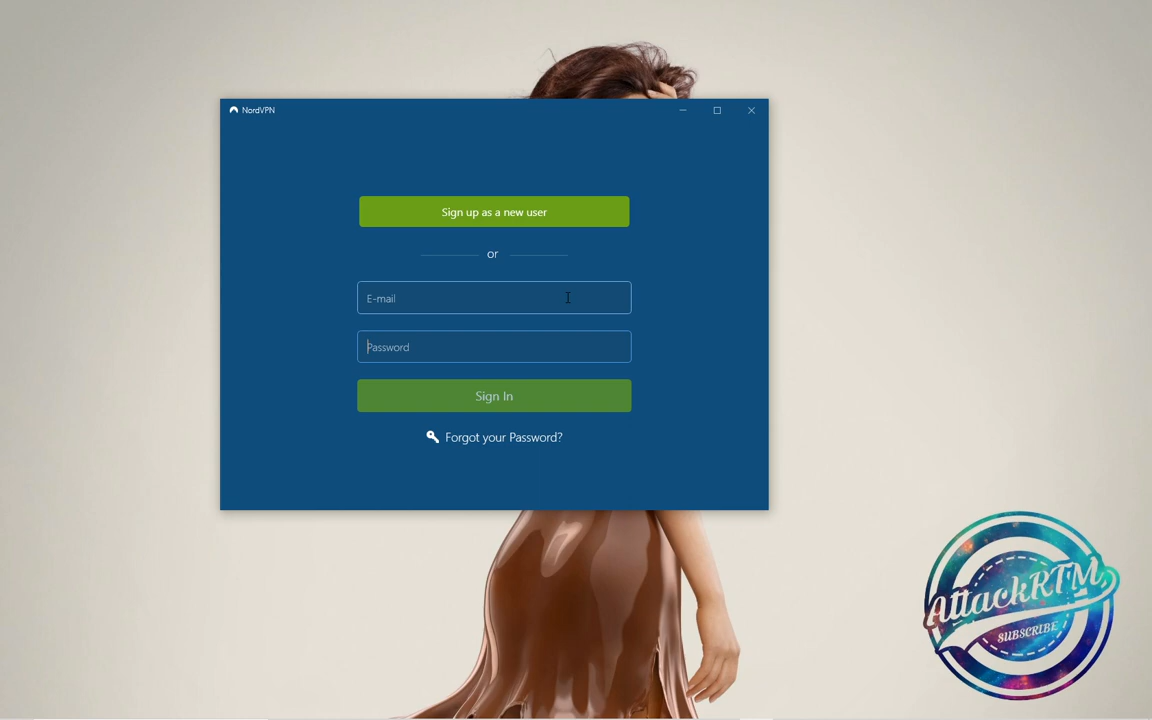 NordVPN
Sign up as a new user
or
E-mail
Password
Sign In
Forgot your Password?
AttackRTM
SUBSCRIBE